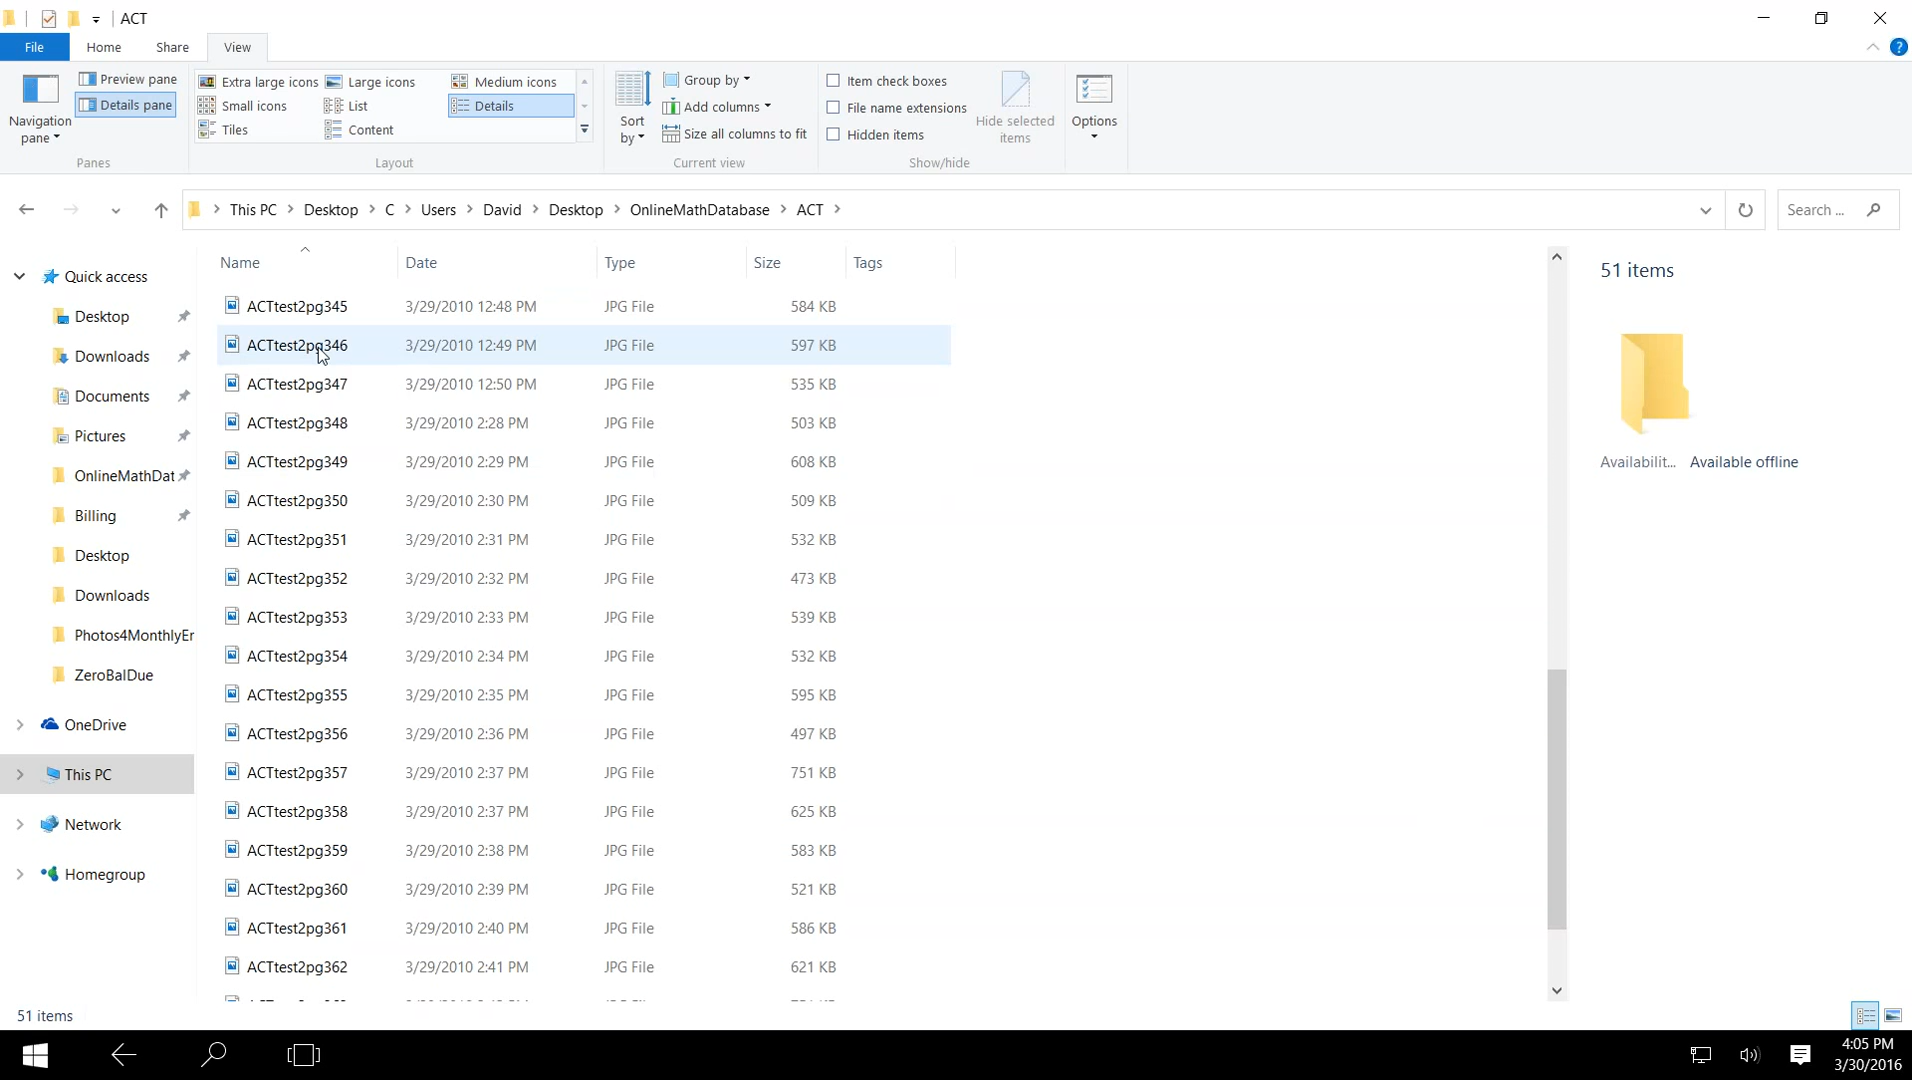 ACT
File Home Share View
Navigation pane
Preview pane
Details pane
Panes
Extra large icons Large icons Medium icons
Small icons List Details
Tiles Content
Layout
Sort by
Group by
Add columns
Size all columns to fit
Current view
Item check boxes
File name extensions
Hidden items
Hide selected items
Show/hide
Options
This PC Desktop C Users David Desktop OnlineMathDatabase ACT
Search ...
Quick access
Desktop
Downloads
Documents
Pictures
OnlineMathDat
Billing
Desktop
Downloads
Photos4MonthlyEr
ZeroBalDue
OneDrive
This PC
Network
Homegroup
Name Date Type Size Tags
ACTtest2pg345 3/29/2010 12:48 PM JPG File 584 KB
ACTtest2pg346 3/29/2010 12:49 PM JPG File 597 KB
ACTtest2pg347 3/29/2010 12:50 PM JPG File 535 KB
ACTtest2pg348 3/29/2010 2:28 PM JPG File 503 KB
ACTtest2pg349 3/29/2010 2:29 PM JPG File 608 KB
ACTtest2pg350 3/29/2010 2:30 PM JPG File 509 KB
ACTtest2pg351 3/29/2010 2:31 PM JPG File 532 KB
ACTtest2pg352 3/29/2010 2:32 PM JPG File 473 KB
ACTtest2pg353 3/29/2010 2:33 PM JPG File 539 KB
ACTtest2pg354 3/29/2010 2:34 PM JPG File 532 KB
ACTtest2pg355 3/29/2010 2:35 PM JPG File 595 KB
ACTtest2pg356 3/29/2010 2:36 PM JPG File 497 KB
ACTtest2pg357 3/29/2010 2:37 PM JPG File 751 KB
ACTtest2pg358 3/29/2010 2:37 PM JPG File 625 KB
ACTtest2pg359 3/29/2010 2:38 PM JPG File 583 KB
ACTtest2pg360 3/29/2010 2:39 PM JPG File 521 KB
ACTtest2pg361 3/29/2010 2:40 PM JPG File 586 KB
ACTtest2pg362 3/29/2010 2:41 PM JPG File 621 KB
51 items
Availabilit... Available offline
51 items
4:05 PM
3/30/2016